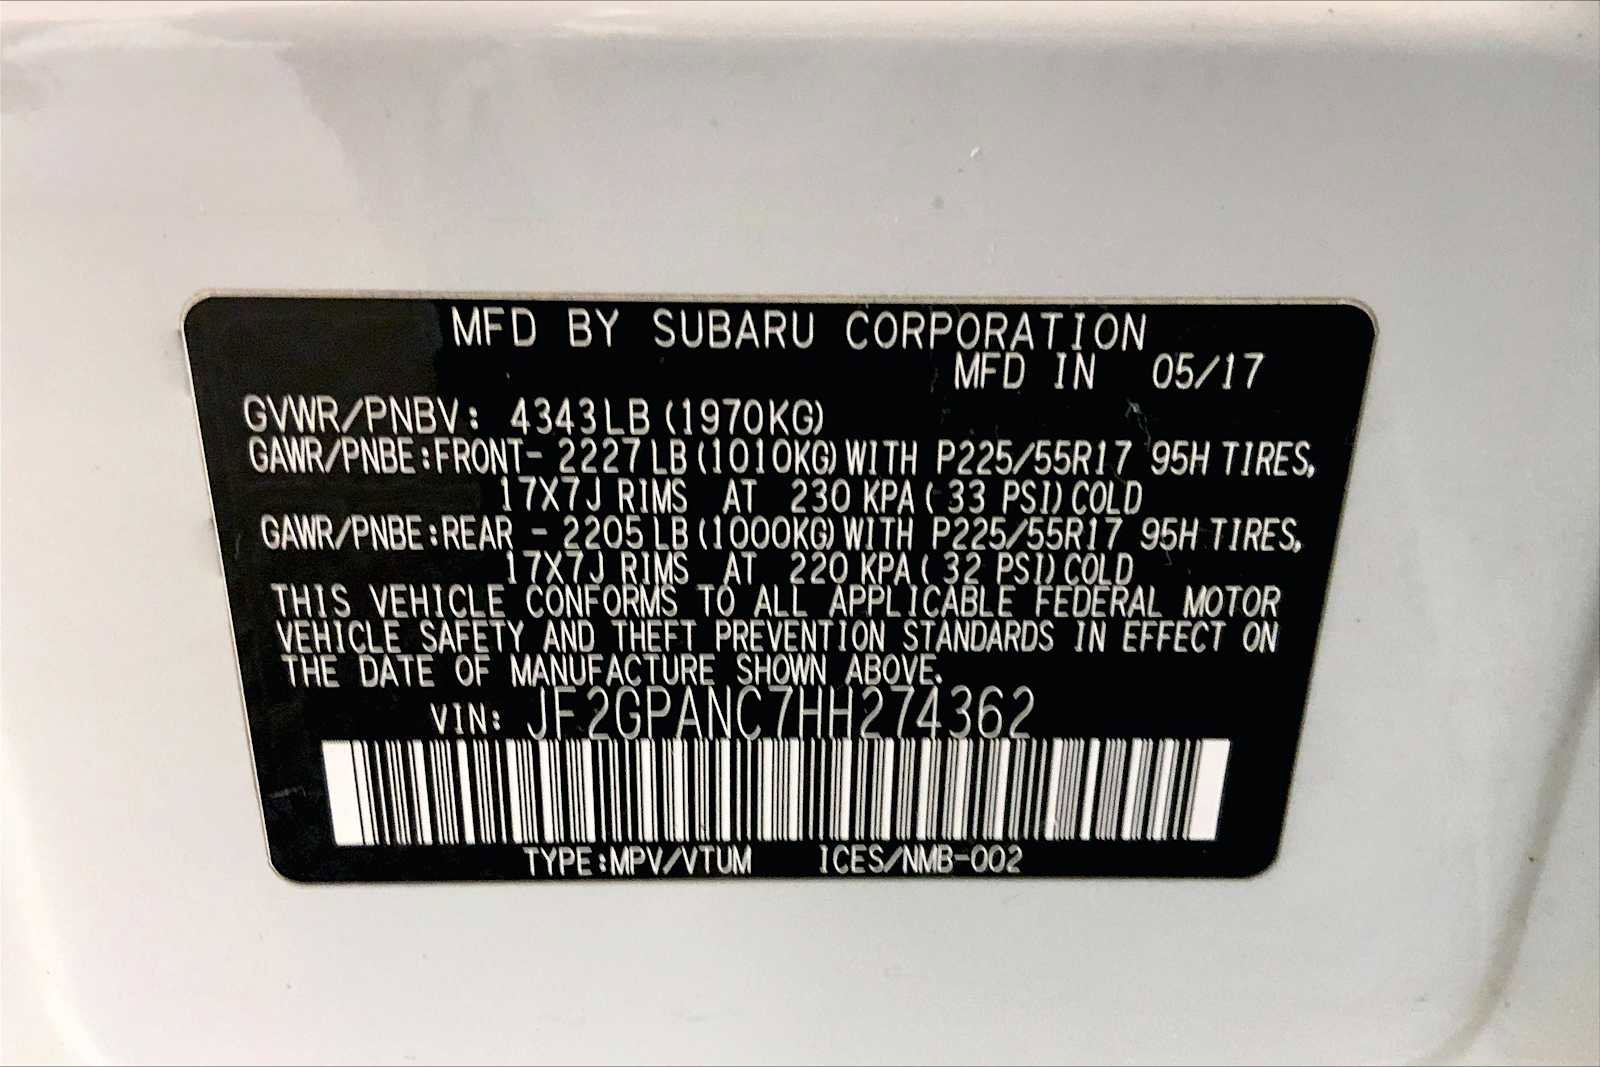 MFD BY SUBARU CORPORATION
MFD IN 05/17
GVWR/PNBV: 4343LB(1970KG)
GAWR/PNBE:FRONT- 2227LB(1010KG)WITH P225/55R17 95H TIRES,
17X7J RIMS AT 230 KPA( 33 PSI)COLD
GAWR/PNBE:REAR - 2205LB(1000KG)WITH P225/55R17 95H TIRES,
17X7J RIMS AT 220 KPA( 32 PSI)COLD
THIS VEHICLE CONFORMS TO ALL APPLICABLE FEDERAL MOTOR
VEHICLE SAFETY AND THEFT PREVENTION STANDARDS IN EFFECT ON
THE DATE OF MANUFACTURE SHOWN ABOVE.
VIN: JF2GPANC7HH274362
TYPE:MPV/VTUM ICES/NMB-002